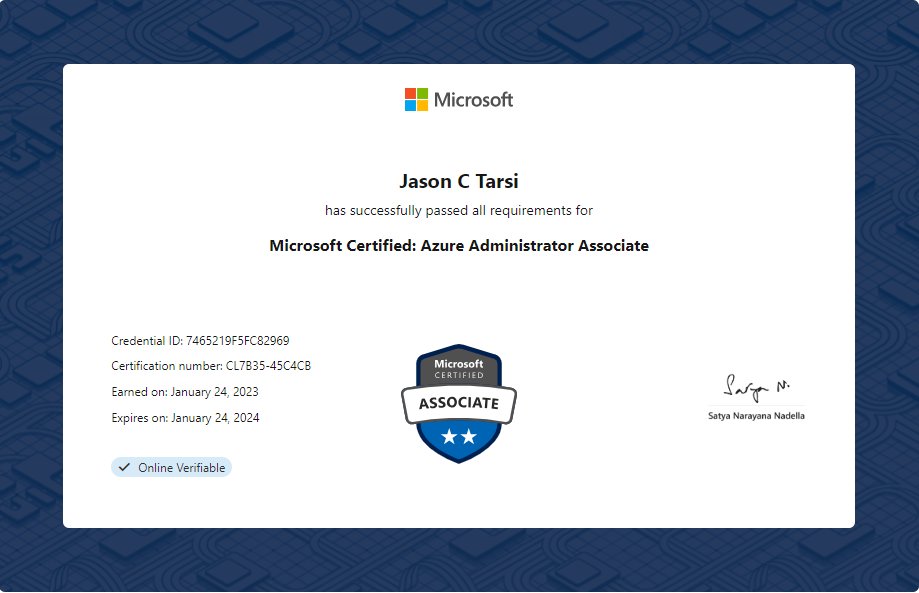 Microsoft
Jason C Tarsi
has successfully passed all requirements for
Microsoft Certified: Azure Administrator Associate
Credential ID: 7465219F5FC82969
Certification number: CL7B35-45C4CB
Earned on: January 24, 2023
Expires on: January 24, 2024
Online Verifiable
Microsoft
CERTIFIED
ASSOCIATE
Satya N.
Satya Narayana Nadella